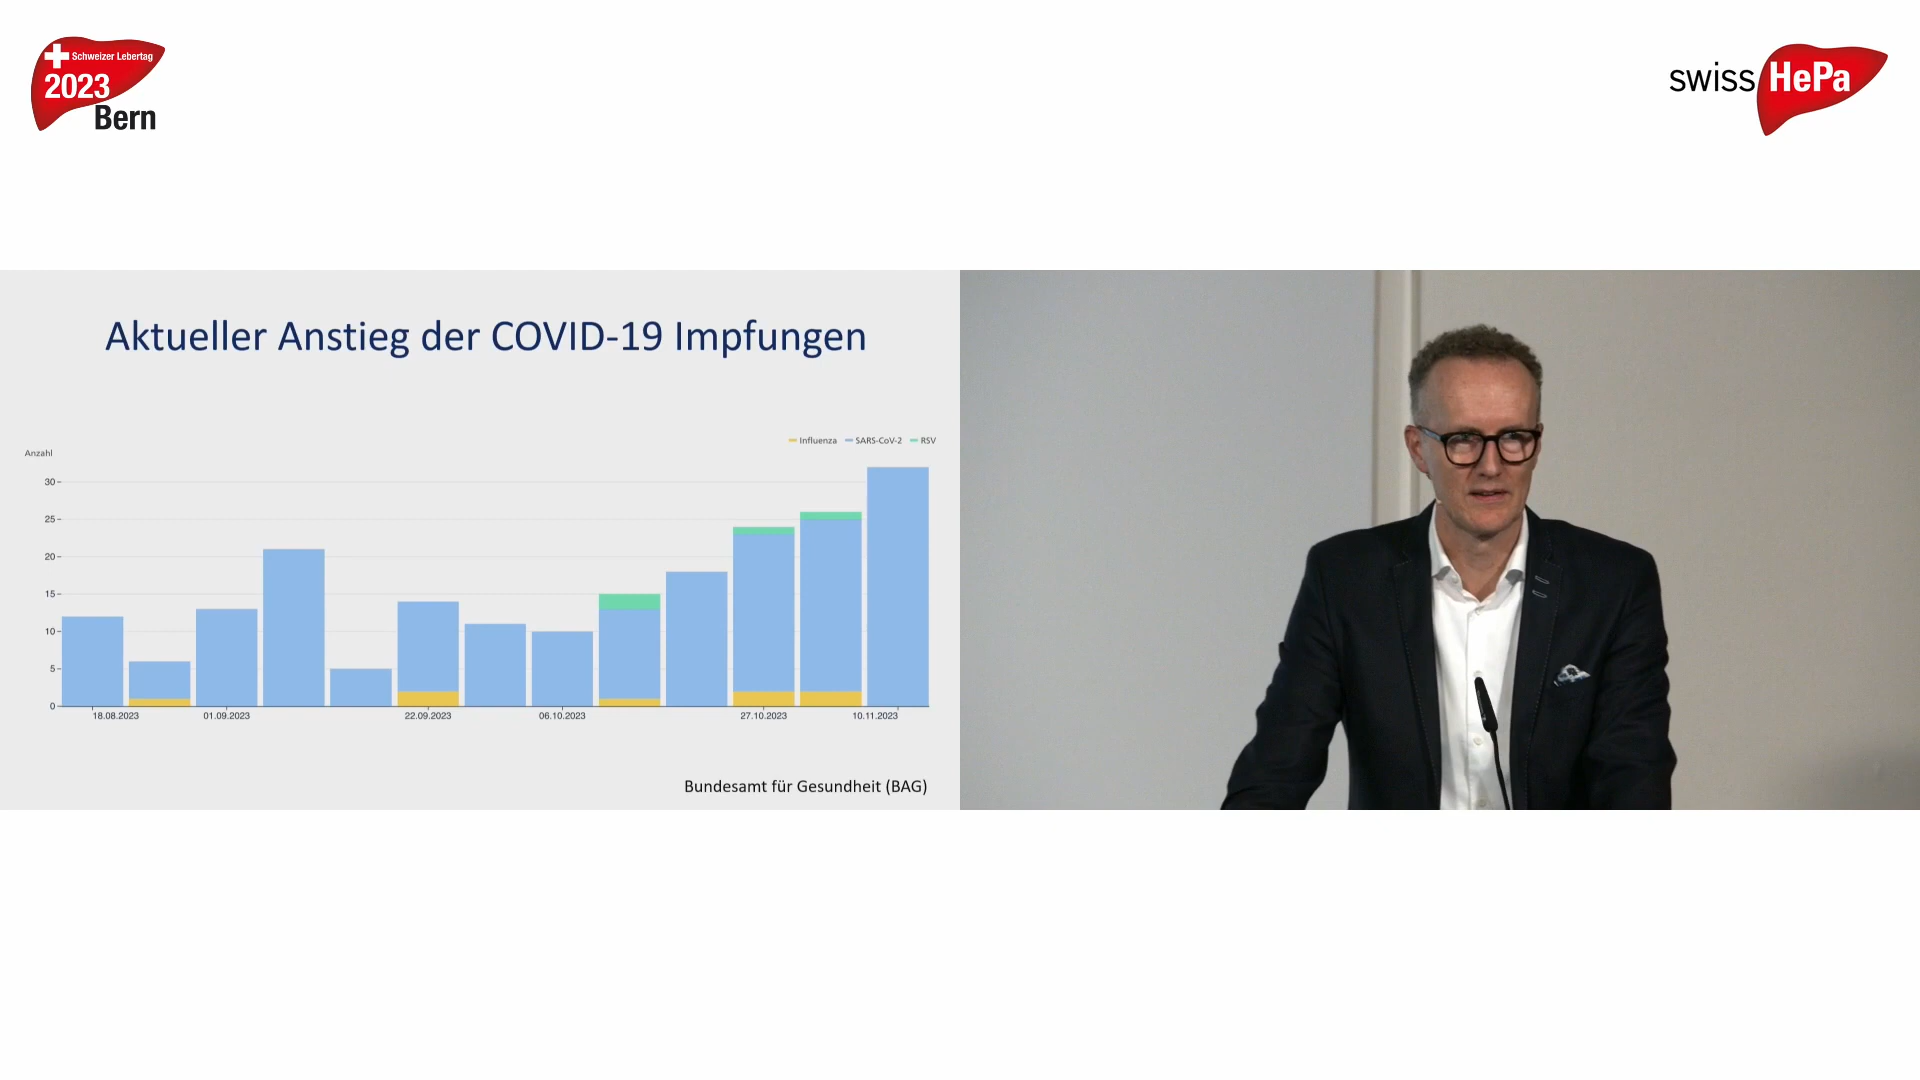 Schweizer Lebertag
2023
Bern
swiss HePa
Aktueller Anstieg der COVID-19 Impfungen
Influenza SARS-CoV-2 RSV
Anzahl
30
25
20
15
10
5
0
18.08.2023 01.09.2023 22.09.2023 06.10.2023 27.10.2023 10.11.2023
Bundesamt für Gesundheit (BAG)